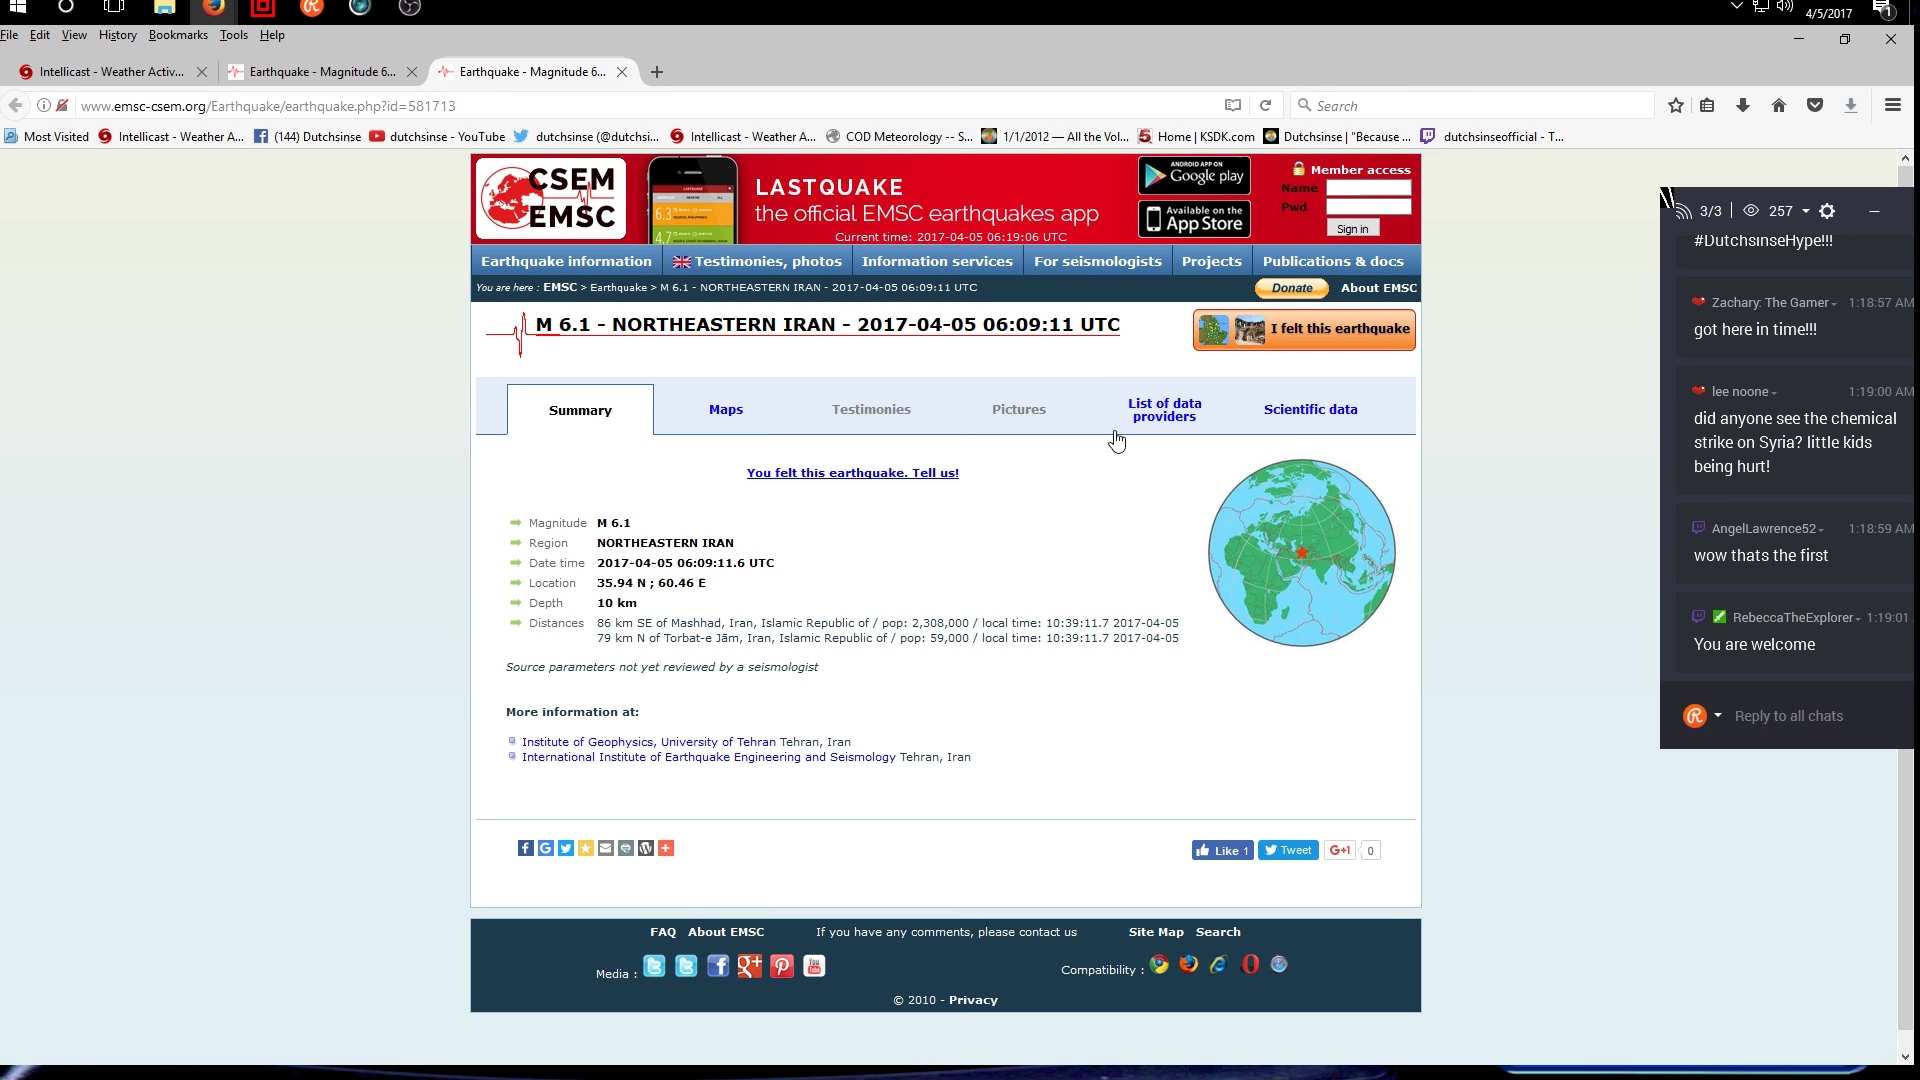 4/5/2017
1
File Edit View History Bookmarks Tools Help
Intellicast - Weather Activ... Earthquake - Magnitude 6... Earthquake - Magnitude 6...
www.emsc-csem.org/Earthquake/earthquake.php?id=581713 Search
Most Visited Intellicast - Weather A... (144) Dutchsinse dutchsinse - YouTube dutchsinse (@dutchsi... Intellicast - Weather A... COD Meteorology -- S... 1/1/2012 — All the Vol... Home | KSDK.com Dutchsinse | "Because ... dutchsinseofficial - T...
CSEM
EMSC
6.3
4.7
LASTQUAKE
the official EMSC earthquakes app
Current time: 2017-04-05 06:19:06 UTC
ANDROID APP ON
Google play
Available on the
App Store
Member access
Name
Pwd
Sign in
Earthquake information Testimonies, photos Information services For seismologists Projects Publications & docs
You are here : EMSC > Earthquake > M 6.1 - NORTHEASTERN IRAN - 2017-04-05 06:09:11 UTC Donate About EMSC
M 6.1 - NORTHEASTERN IRAN - 2017-04-05 06:09:11 UTC
I felt this earthquake
Summary Maps Testimonies Pictures List of data
providers Scientific data
You felt this earthquake. Tell us!
Magnitude M 6.1
Region NORTHEASTERN IRAN
Date time 2017-04-05 06:09:11.6 UTC
Location 35.94 N ; 60.46 E
Depth 10 km
Distances 86 km SE of Mashhad, Iran, Islamic Republic of / pop: 2,308,000 / local time: 10:39:11.7 2017-04-05
79 km N of Torbat-e Jām, Iran, Islamic Republic of / pop: 59,000 / local time: 10:39:11.7 2017-04-05
Source parameters not yet reviewed by a seismologist
More information at:
Institute of Geophysics, University of Tehran Tehran, Iran
International Institute of Earthquake Engineering and Seismology Tehran, Iran
Like 1 Tweet G+1 0
FAQ About EMSC If you have any comments, please contact us Site Map Search
Media : Compatibility :
© 2010 - Privacy
3/3 257
#DutchsinseHype!!!
Zachary: The Gamer 1:18:57 AM
got here in time!!!
lee noone 1:19:00 AM
did anyone see the chemical
strike on Syria? little kids
being hurt!
AngelLawrence52 1:18:59 AM
wow thats the first
RebeccaTheExplorer 1:19:01
You are welcome
Reply to all chats